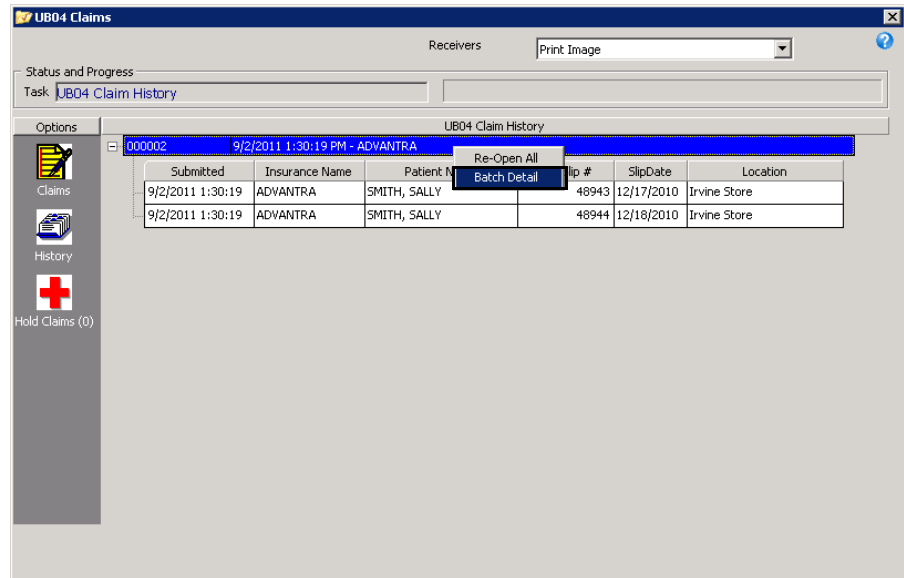 UB04 Claims
Receivers Print Image
Status and Progress
Task UB04 Claim History
Options UB04 Claim History
000002 9/2/2011 1:30:19 PM - ADVANTRA
Re-Open All
Batch Detail
Submitted Insurance Name Patient N lip # SlipDate Location
9/2/2011 1:30:19 ADVANTRA SMITH, SALLY 48943 12/17/2010 Irvine Store
9/2/2011 1:30:19 ADVANTRA SMITH, SALLY 48944 12/18/2010 Irvine Store
Claims
History
Hold Claims (0)